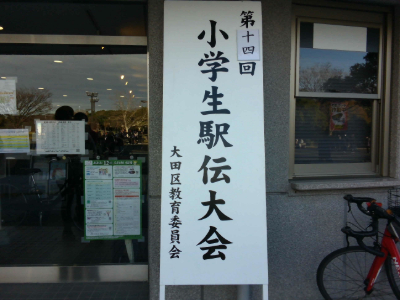 第十四回
小学生駅伝大会
大田区教育委員会